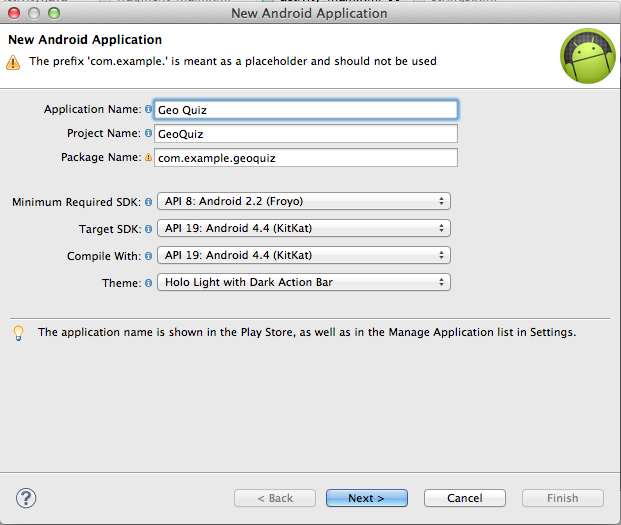 New Android Application
New Android Application
The prefix 'com.example.' is meant as a placeholder and should not be used
Application Name: Geo Quiz
Project Name: GeoQuiz
Package Name: com.example.geoquiz
Minimum Required SDK: API 8: Android 2.2 (Froyo)
Target SDK: API 19: Android 4.4 (KitKat)
Compile With: API 19: Android 4.4 (KitKat)
Theme: Holo Light with Dark Action Bar
The application name is shown in the Play Store, as well as in the Manage Application list in Settings.
? < Back Next > Cancel Finish